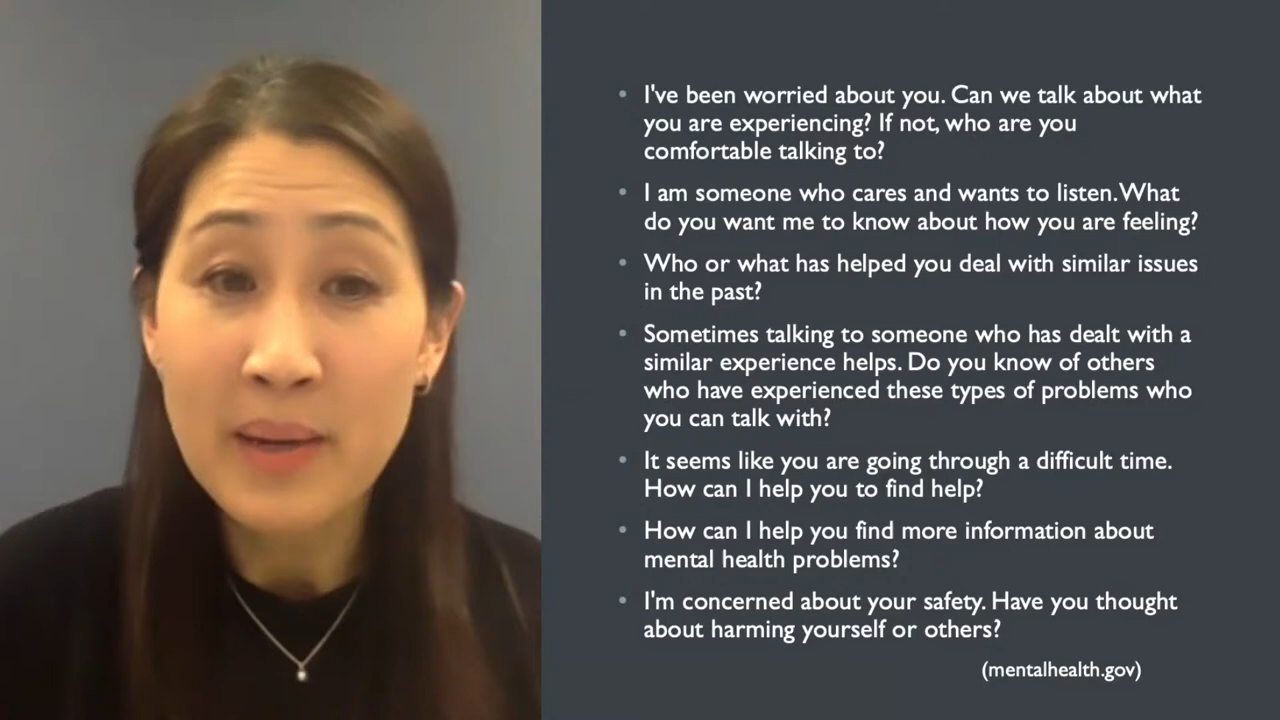 • I've been worried about you. Can we talk about what
you are experiencing? If not, who are you
comfortable talking to?
• I am someone who cares and wants to listen. What
do you want me to know about how you are feeling?
• Who or what has helped you deal with similar issues
in the past?
• Sometimes talking to someone who has dealt with a
similar experience helps. Do you know of others
who have experienced these types of problems who
you can talk with?
• It seems like you are going through a difficult time.
How can I help you to find help?
• How can I help you find more information about
mental health problems?
• I'm concerned about your safety. Have you thought
about harming yourself or others?
(mentalhealth.gov)